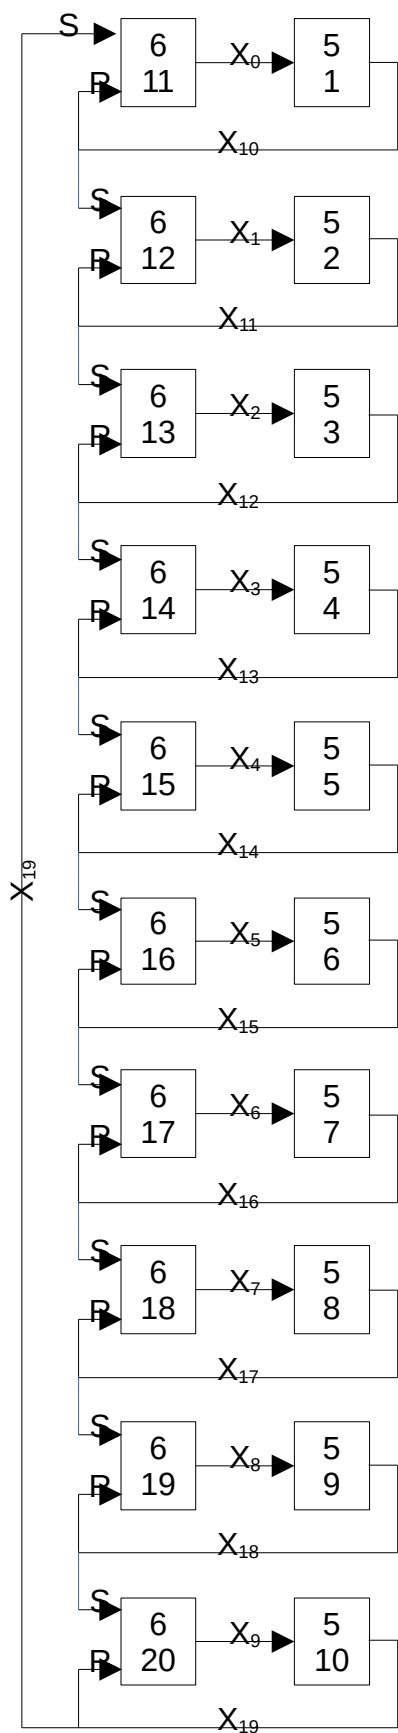 S 6 X₀ 5
R 11 1
X₁₀
S 6 X₁ 5
R 12 2
X₁₁
S 6 X₂ 5
R 13 3
X₁₂
S 6 X₃ 5
R 14 4
X₁₃
S 6 X₄ 5
R 15 5
X₁₄
X₁₉
S 6 X₅ 5
R 16 6
X₁₅
S 6 X₆ 5
R 17 7
X₁₆
S 6 X₇ 5
R 18 8
X₁₇
S 6 X₈ 5
R 19 9
X₁₈
S 6 X₉ 5
R 20 10
X₁₉